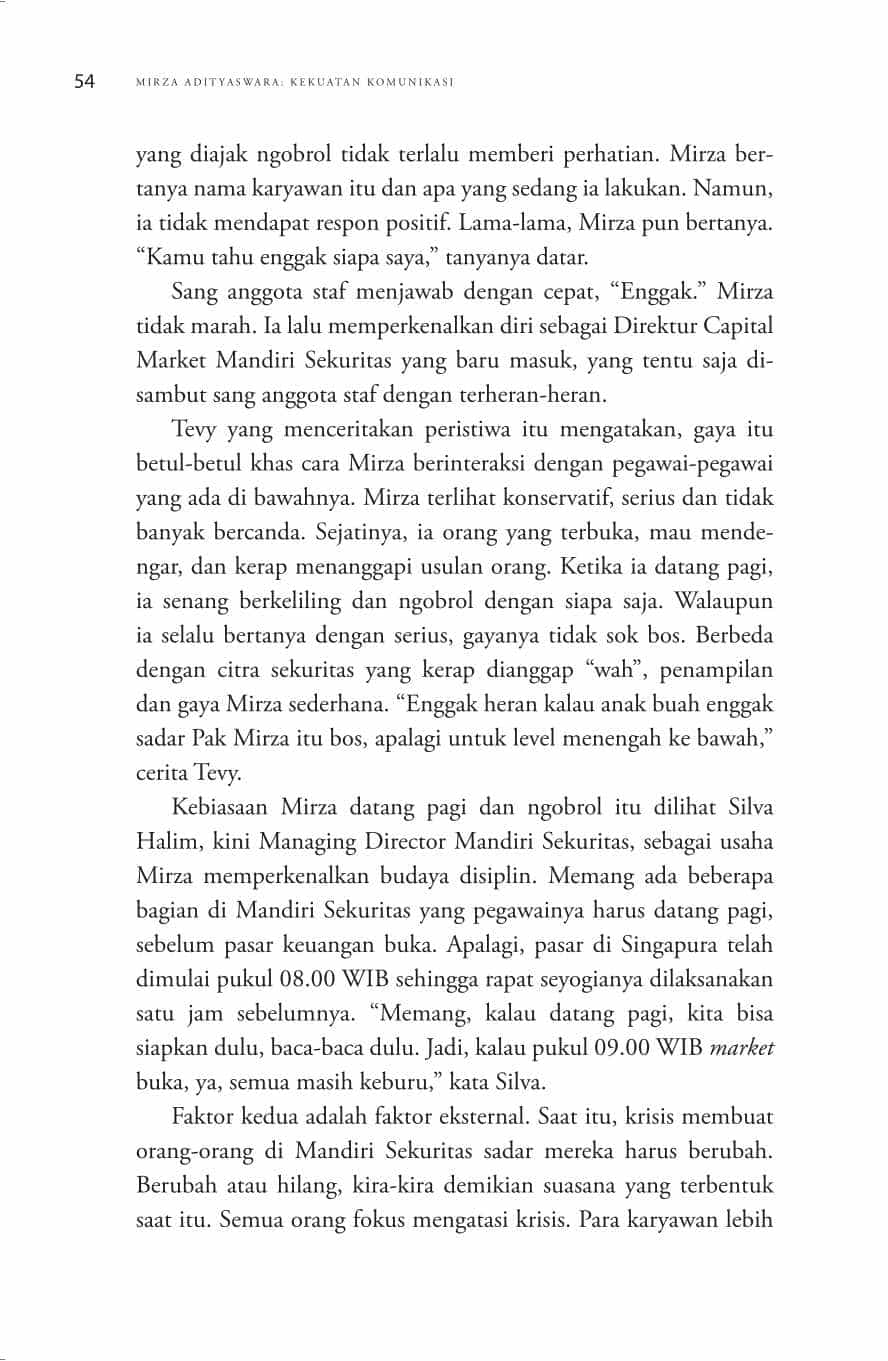 54 MIRZA ADITYASWARA: KEKUATAN KOMUNIKASI
yang diajak ngobrol tidak terlalu memberi perhatian. Mirza ber-
tanya nama karyawan itu dan apa yang sedang ia lakukan. Namun,
ia tidak mendapat respon positif. Lama-lama, Mirza pun bertanya.
“Kamu tahu enggak siapa saya,” tanyanya datar.
Sang anggota staf menjawab dengan cepat, “Enggak.” Mirza
tidak marah. Ia lalu memperkenalkan diri sebagai Direktur Capital
Market Mandiri Sekuritas yang baru masuk, yang tentu saja di-
sambut sang anggota staf dengan terheran-heran.
Tevy yang menceritakan peristiwa itu mengatakan, gaya itu
betul-betul khas cara Mirza berinteraksi dengan pegawai-pegawai
yang ada di bawahnya. Mirza terlihat konservatif, serius dan tidak
banyak bercanda. Sejatinya, ia orang yang terbuka, mau mende-
ngar, dan kerap menanggapi usulan orang. Ketika ia datang pagi,
ia senang berkeliling dan ngobrol dengan siapa saja. Walaupun
ia selalu bertanya dengan serius, gayanya tidak sok bos. Berbeda
dengan citra sekuritas yang kerap dianggap “wah”, penampilan
dan gaya Mirza sederhana. “Enggak heran kalau anak buah enggak
sadar Pak Mirza itu bos, apalagi untuk level menengah ke bawah,”
cerita Tevy.
Kebiasaan Mirza datang pagi dan ngobrol itu dilihat Silva
Halim, kini Managing Director Mandiri Sekuritas, sebagai usaha
Mirza memperkenalkan budaya disiplin. Memang ada beberapa
bagian di Mandiri Sekuritas yang pegawainya harus datang pagi,
sebelum pasar keuangan buka. Apalagi, pasar di Singapura telah
dimulai pukul 08.00 WIB sehingga rapat seyogianya dilaksanakan
satu jam sebelumnya. “Memang, kalau datang pagi, kita bisa
siapkan dulu, baca-baca dulu. Jadi, kalau pukul 09.00 WIB market
buka, ya, semua masih keburu,” kata Silva.
Faktor kedua adalah faktor eksternal. Saat itu, krisis membuat
orang-orang di Mandiri Sekuritas sadar mereka harus berubah.
Berubah atau hilang, kira-kira demikian suasana yang terbentuk
saat itu. Semua orang fokus mengatasi krisis. Para karyawan lebih